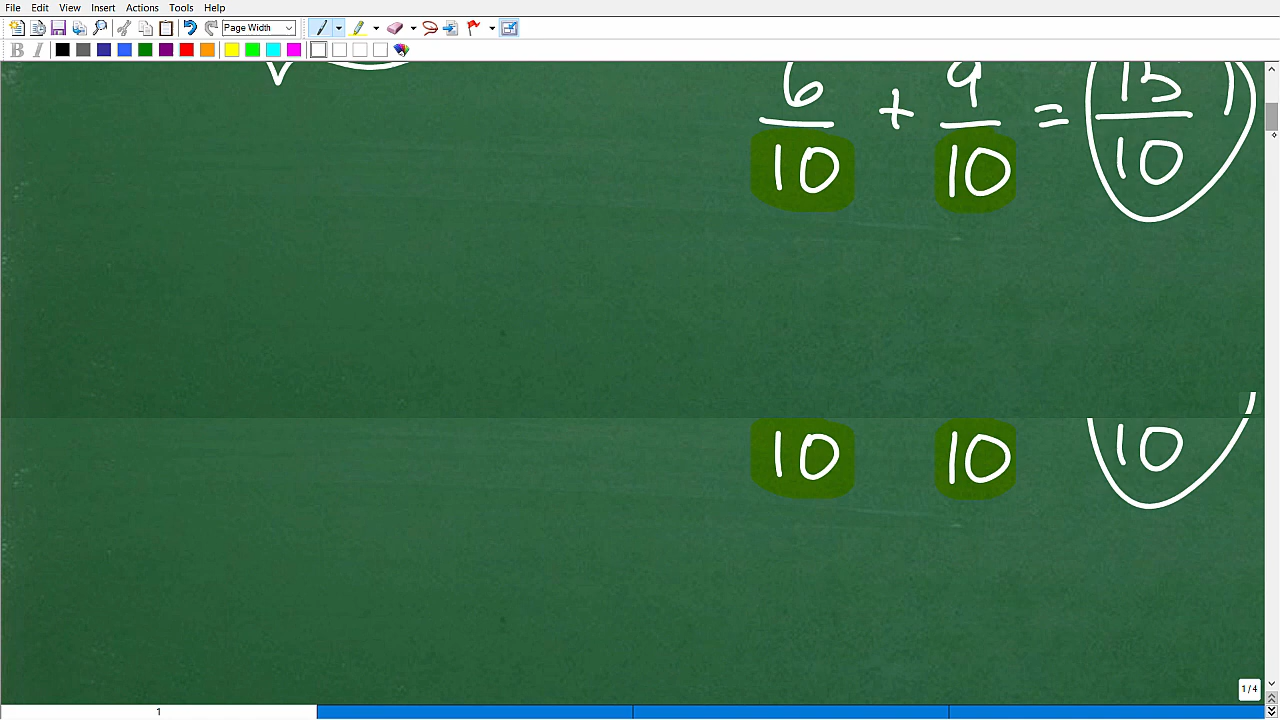 File Edit View Insert Actions Tools Help
Page Width
B I
6 + 9 = 15
10 10 10
10 10 10
1/4
1